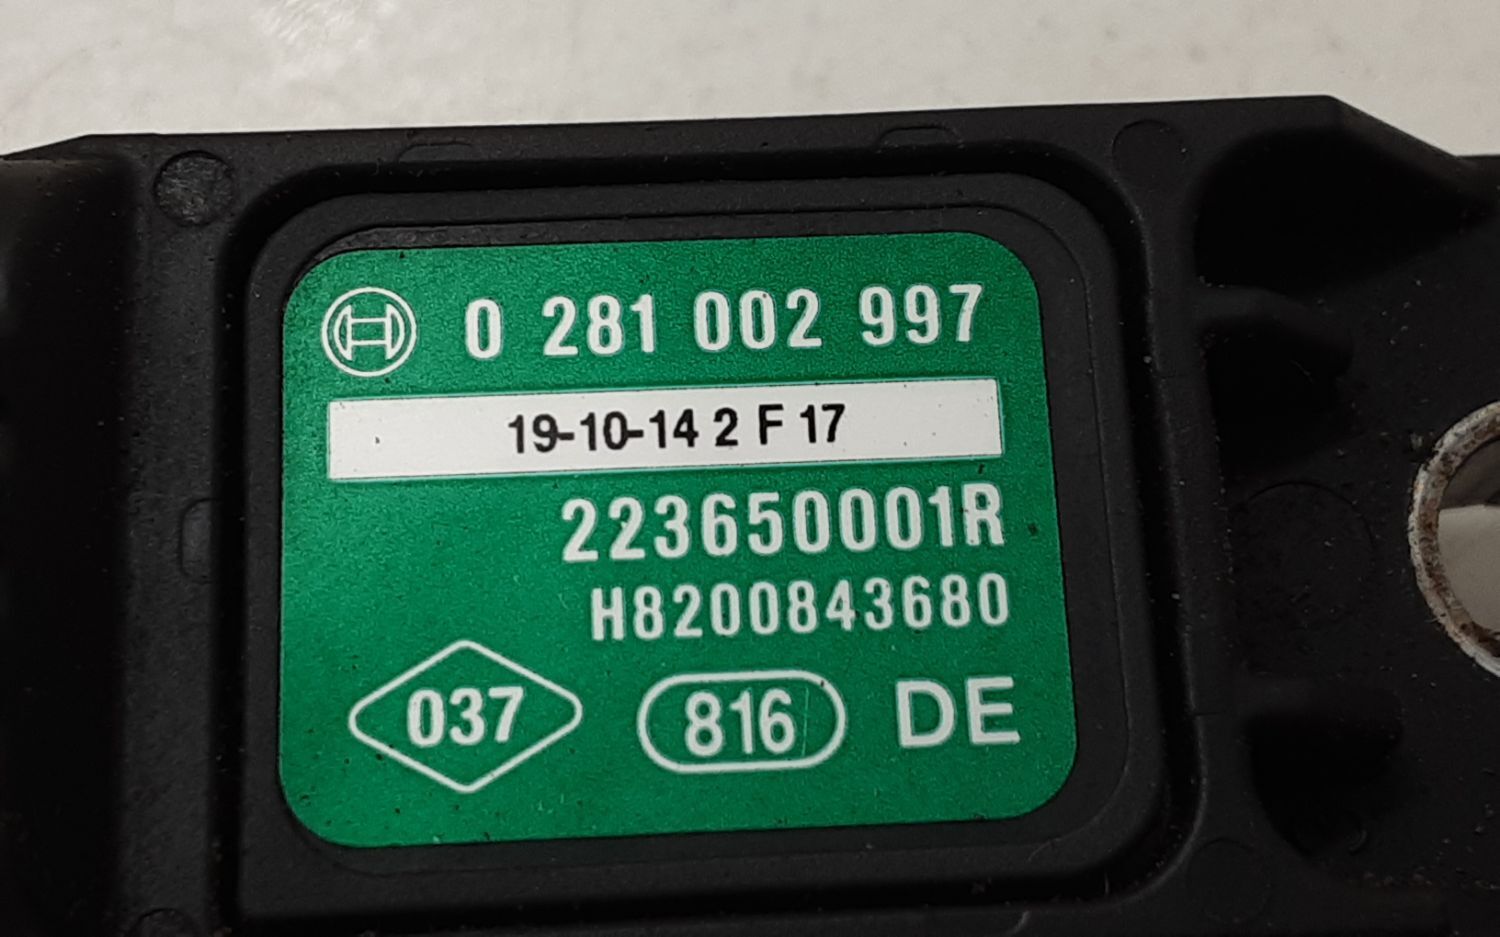 0 281 002 997
19-10-14 2 F 17
223650001R
H8200843680
037 816 DE